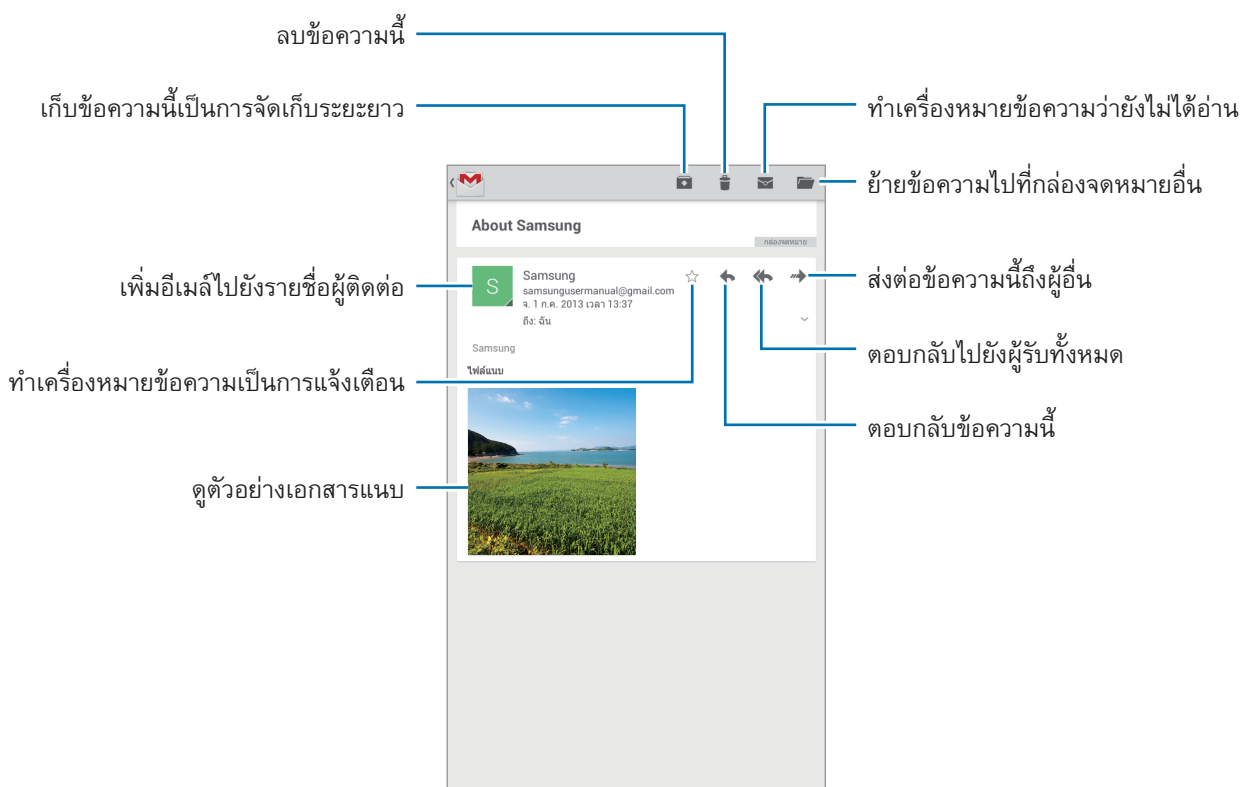 ลบข้อความนี้
เก็บข้อความนี้เป็นการจัดเก็บระยะยาว
ทำเครื่องหมายข้อความว่ายังไม่ได้อ่าน
ย้ายข้อความไปที่กล่องจดหมายอื่น
About Samsung
กล่องจดหมาย
เพิ่มอีเมล์ไปยังรายชื่อผู้ติดต่อ
S
Samsung
samsungusermanual@gmail.com
จ. 1 ก.ค. 2013 เวลา 13:37
ถึง: ฉัน
ส่งต่อข้อความนี้ถึงผู้อื่น
Samsung
ตอบกลับไปยังผู้รับทั้งหมด
ไฟล์แนบ
ทำเครื่องหมายข้อความเป็นการแจ้งเตือน
ตอบกลับข้อความนี้
ดูตัวอย่างเอกสารแนบ